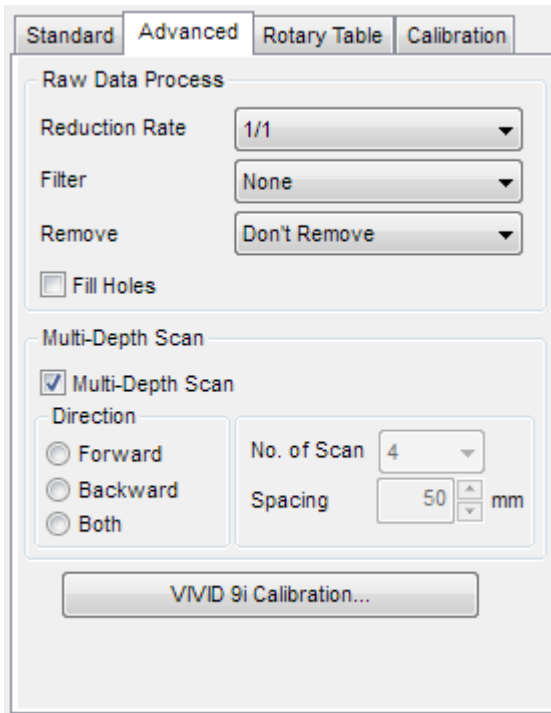 Standard Advanced Rotary Table Calibration
Raw Data Process
Reduction Rate 1/1
Filter None
Remove Don't Remove
Fill Holes
Multi-Depth Scan
Multi-Depth Scan
Direction
Forward
Backward
Both
No. of Scan 4
Spacing 50 mm
VIVID 9i Calibration...